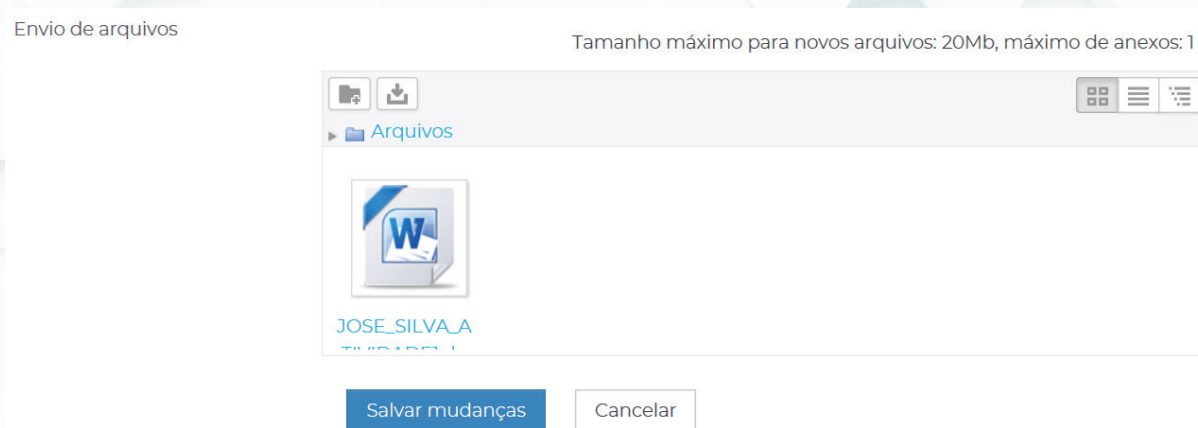 Envio de arquivos
Tamanho máximo para novos arquivos: 20Mb, máximo de anexos: 1
Arquivos
W
JOSE_SILVA_A
Salvar mudanças
Cancelar